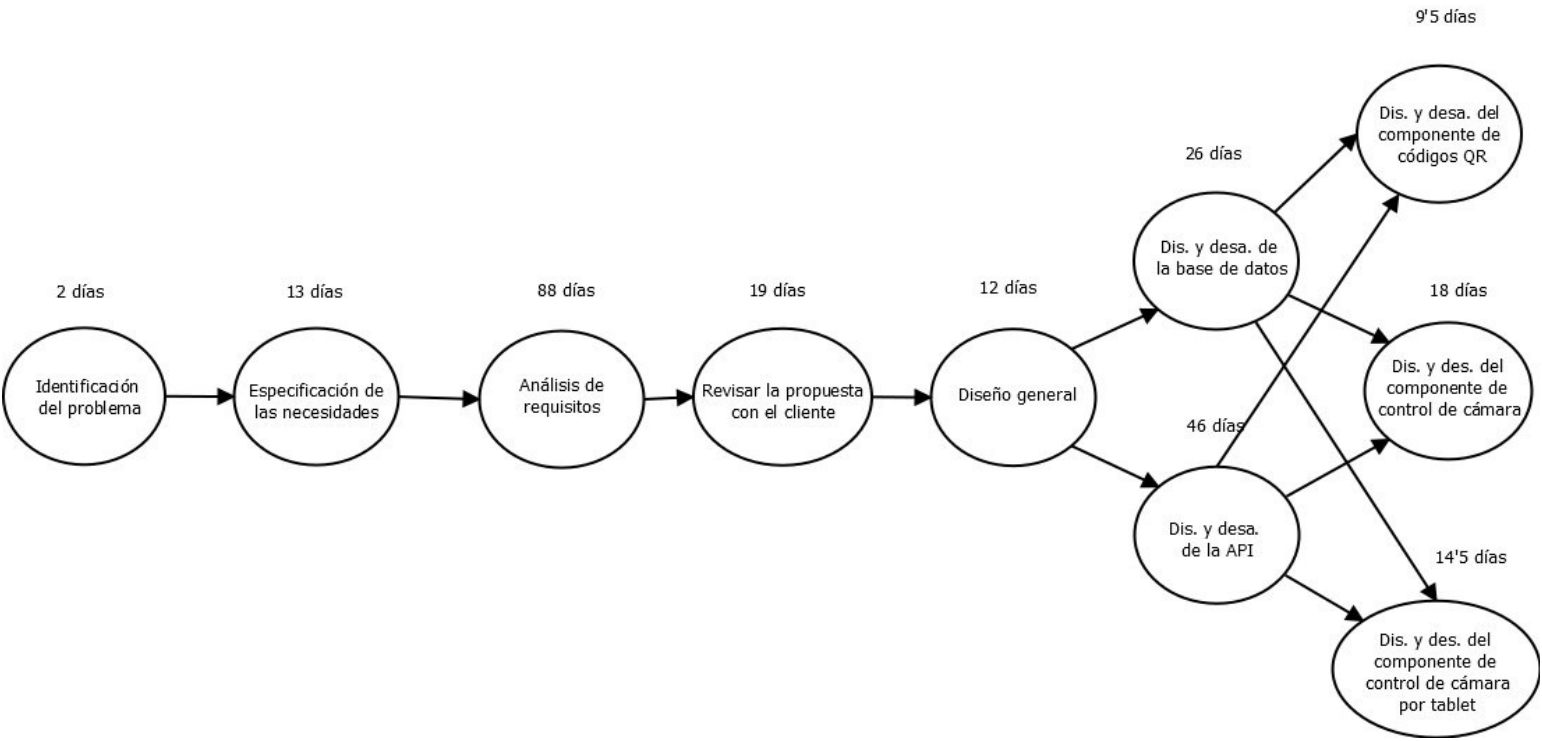 9'5 días
Dis. y desa. del
componente de
códigos QR
26 días
Dis. y desa. de
la base de datos
2 días
13 días
88 días
19 días
12 días
18 días
Identificación
del problema
Especificación de
las necesidades
Análisis de
requisitos
Revisar la propuesta
con el cliente
Diseño general
Dis. y des. del
componente de
control de cámara
46 días
Dis. y desa.
de la API
14'5 días
Dis. y des. del
componente de
control de cámara
por tablet